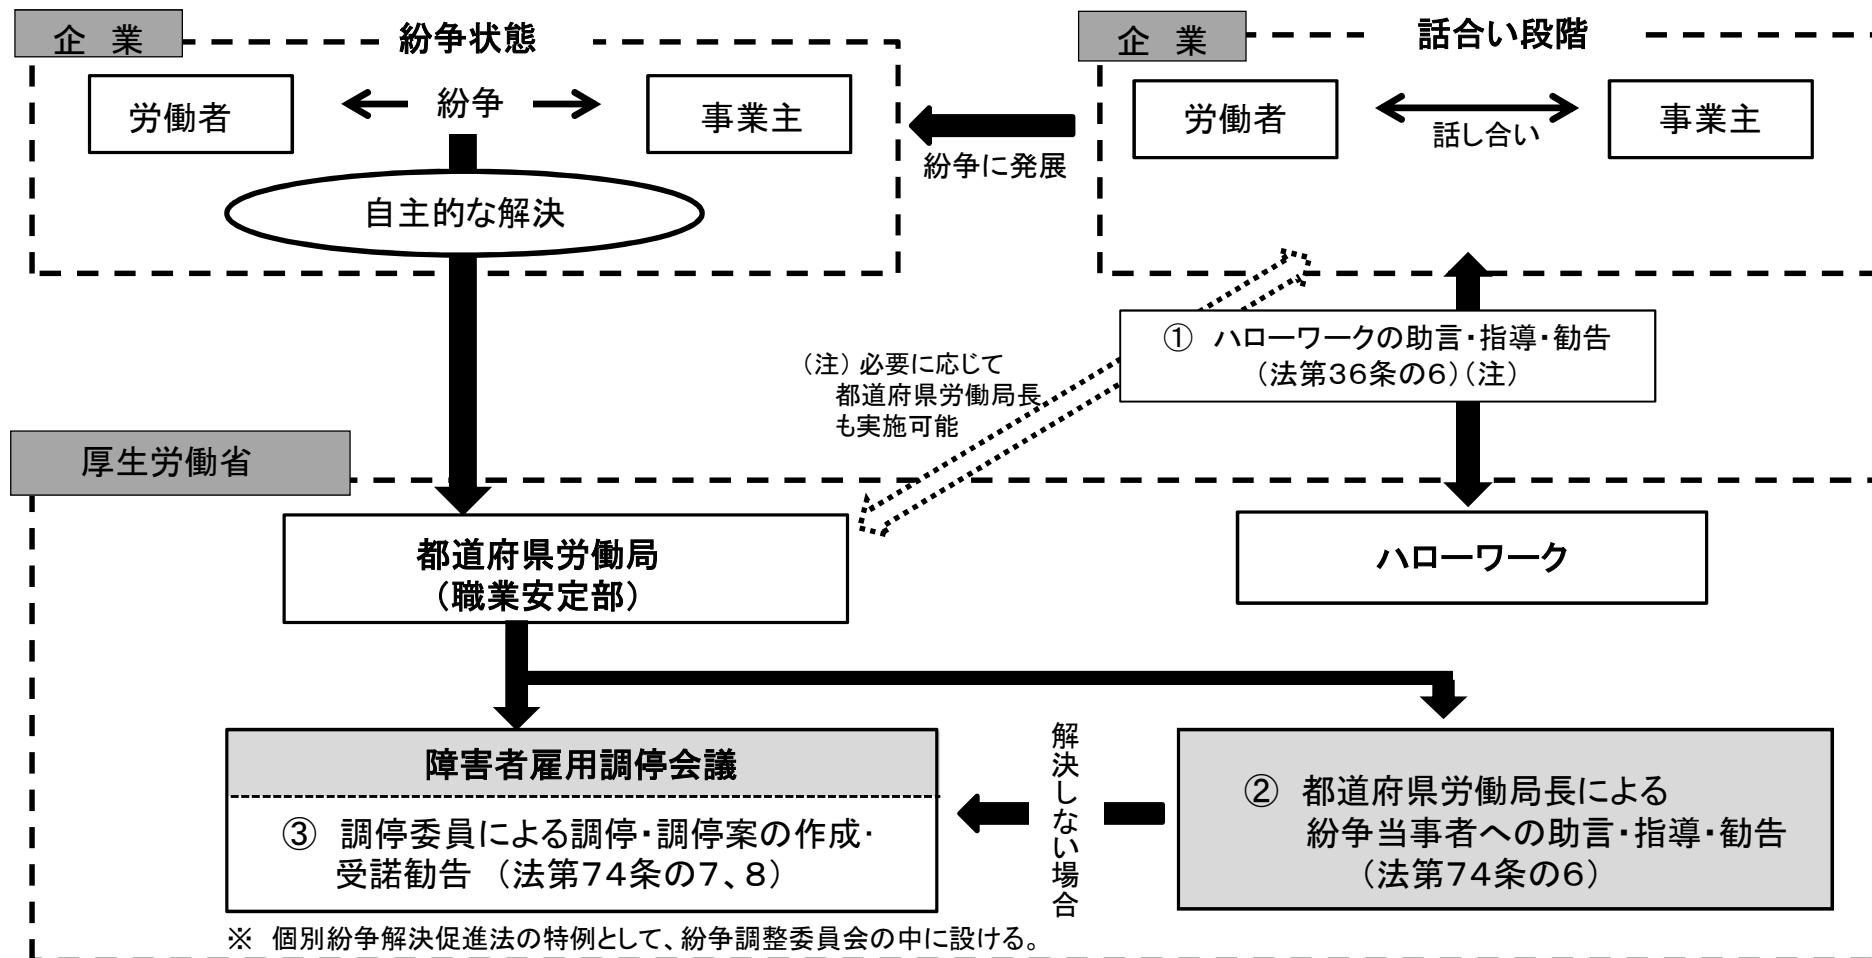 企 業
紛争状態
労働者
紛争
事業主
自主的な解決
紛争に発展
企 業
話合い段階
労働者
話し合い
事業主
① ハローワークの助言・指導・勧告
(法第36条の6)(注)
(注) 必要に応じて
都道府県労働局長
も実施可能
厚生労働省
都道府県労働局
(職業安定部)
ハローワーク
障害者雇用調停会議
③ 調停委員による調停・調停案の作成・
受諾勧告 (法第74条の7、8)
解決しない場合
② 都道府県労働局長による
紛争当事者への助言・指導・勧告
(法第74条の6)
※ 個別紛争解決促進法の特例として、紛争調整委員会の中に設ける。